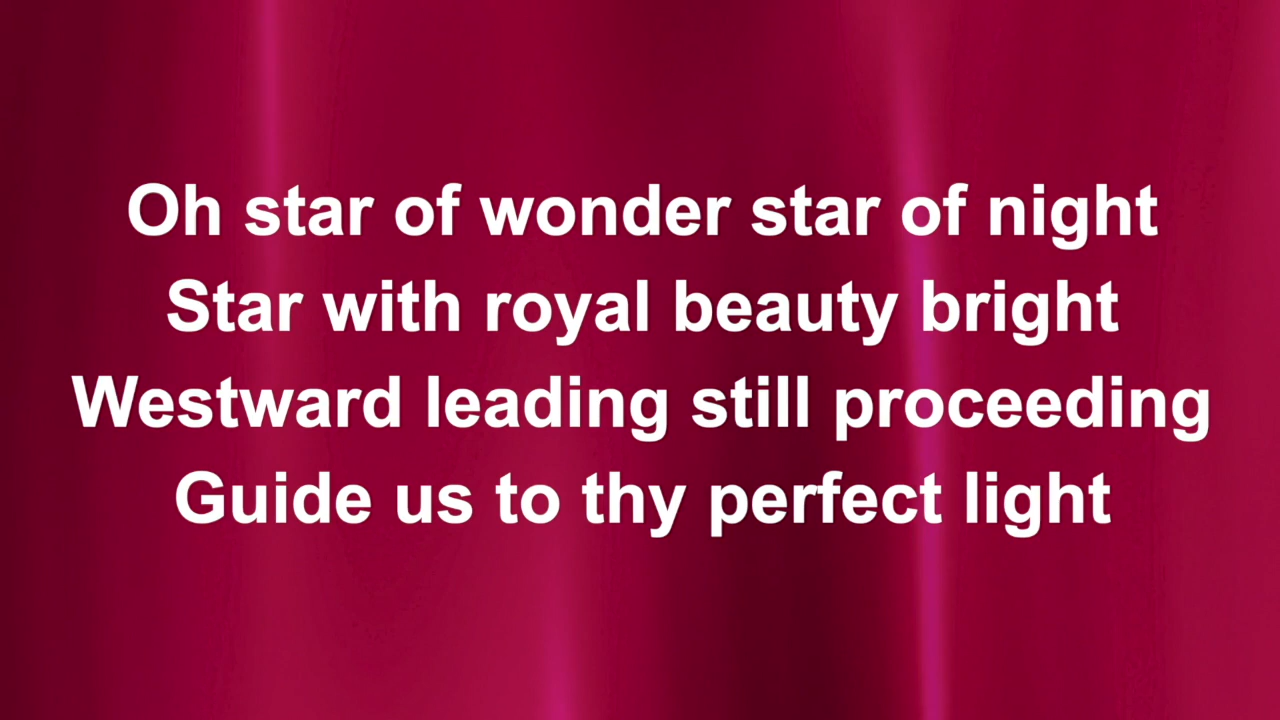 Oh star of wonder star of night
Star with royal beauty bright
Westward leading still proceeding
Guide us to thy perfect light